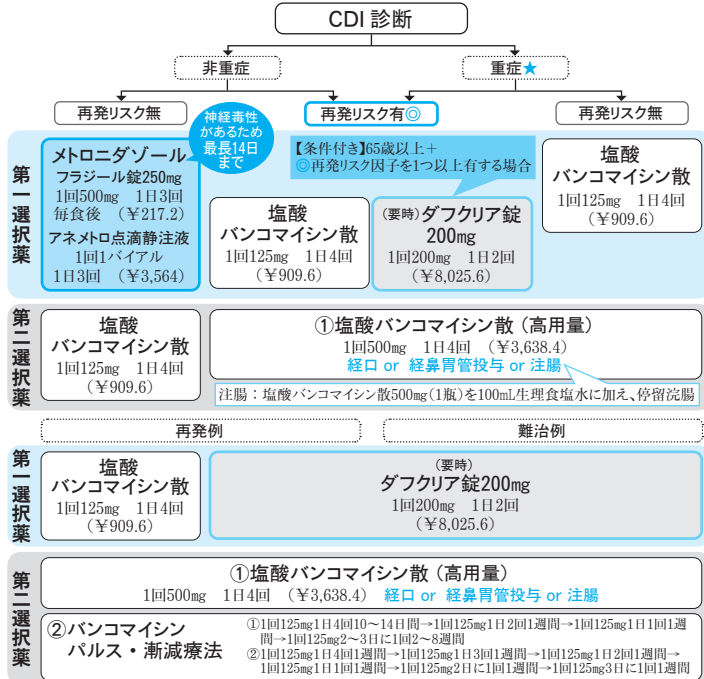 CDI 診断
非重症
重症★
再発リスク無
再発リスク有◎
再発リスク無
神経毒性
があるため
最長14日
まで
第一選択薬
メトロニダゾール
フラジール錠250mg
1回500mg 1日3回
毎食後 (¥217.2)
アネメトロ点滴静注液
1回1バイアル
1日3回 (¥3,564)
【条件付き】65歳以上+
◎再発リスク因子を1つ以上有する場合
塩酸
バンコマイシン散
1回125mg 1日4回
(¥909.6)
(要時)ダフクリア錠
200mg
1回200mg 1日2回
(¥8,025.6)
塩酸
バンコマイシン散
1回125mg 1日4回
(¥909.6)
第二選択薬
塩酸
バンコマイシン散
1回125mg 1日4回
(¥909.6)
①塩酸バンコマイシン散(高用量)
1回500mg 1日4回 (¥3,638.4)
経口 or 経鼻胃管投与 or 注腸
注腸:塩酸バンコマイシン散500mg(1瓶)を100mL生理食塩水に加え、停留浣腸
再発例
難治例
第一選択薬
塩酸
バンコマイシン散
1回125mg 1日4回
(¥909.6)
(要時)
ダフクリア錠200mg
1回200mg 1日2回
(¥8,025.6)
第二選択薬
①塩酸バンコマイシン散(高用量)
1回500mg 1日4回 (¥3,638.4) 経口 or 経鼻胃管投与 or 注腸
②バンコマイシン
パルス・漸減療法
①1回125mg1日4回10〜14日間→1回125mg1日2回1週間→1回125mg1日1回1週
間→1回125mg2〜3日に1回2〜8週間
②1回125mg1日4回1週間→1回125mg1日3回1週間→1回125mg1日2回1週間→
1回125mg1日1回1週間→1回125mg2日に1回1週間→1回125mg3日に1回1週間